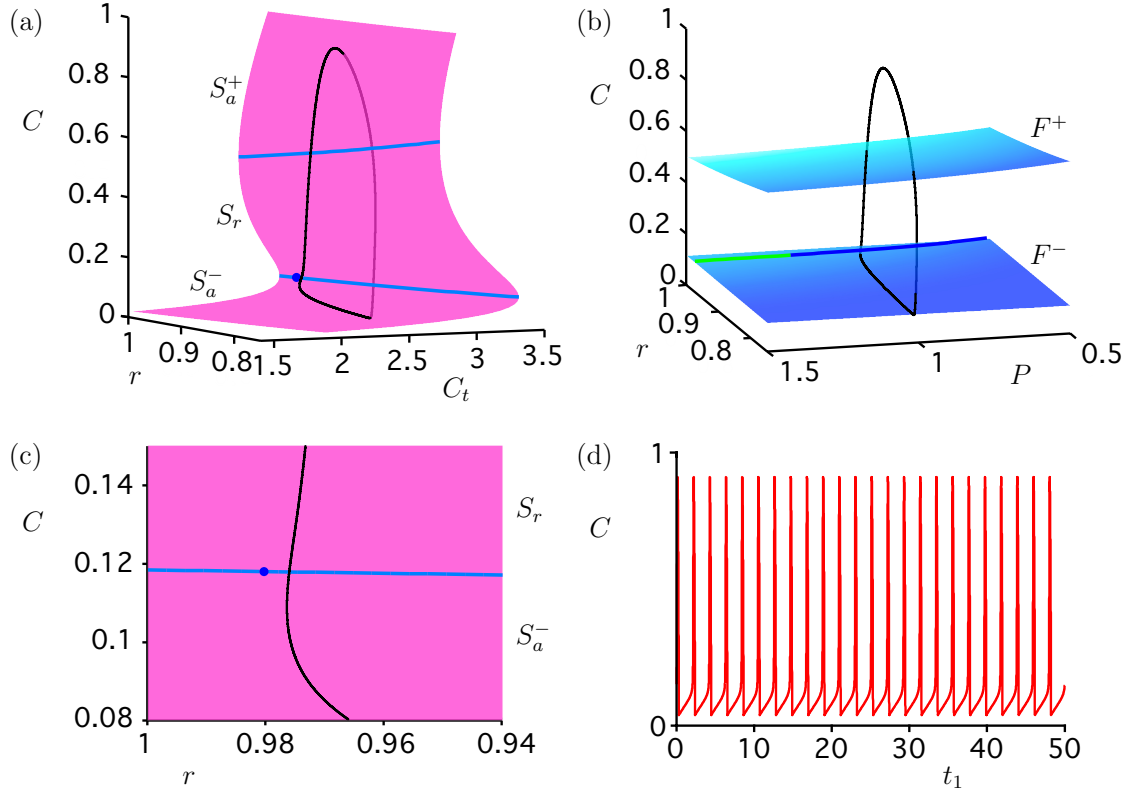 (a)
1
0.8
0.6
0.4
0.2
0
C
S_a^+
S_r
S_a^-
1
0.9
0.8
r
1.5
2
2.5
3
3.5
C_t
(b)
1
0.8
0.6
0.4
0.2
0
C
F^+
F^-
1
0.9
0.8
r
1.5
1
0.5
P
(c)
0.14
0.12
0.1
0.08
C
S_r
S_a^-
1
0.98
0.96
0.94
r
(d)
1
0
C
0
10
20
30
40
50
t_1